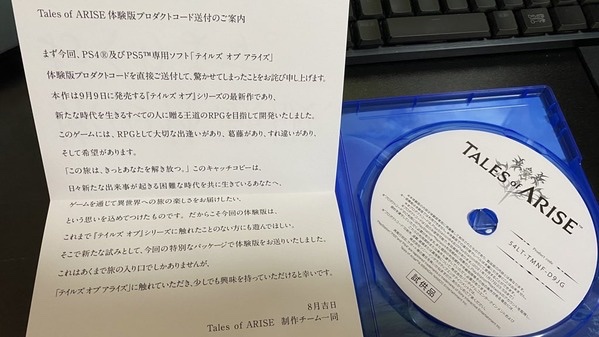 Tales of ARISE 体験版プロダクトコード送付のご案内
まず今回、PS4®及びPS5™専用ソフト「テイルズ オブ アライズ」
体験版プロダクトコードを直接ご送付して、驚かせてしまったことをお詫び申し上げます。
本作は9月9日に発売する『テイルズ オブ』シリーズの最新作であり、
新たな時代を生きるすべての人に贈る王道のRPGを目指して開発いたしました。
このゲームには、RPGとして大切な出逢いがあり、葛藤があり、すれ違いがあり、
そして希望があります。
「この旅は、きっとあなたを解き放つ。」このキャッチコピーは、
日々新たな出来事が起きる困難な時代を共に生きているあなたへ、
ゲームを通じて異世界への旅の楽しさをお届けしたい、
という思いを込めてつけたものです。だからこそ今回の体験版は、
これまで『テイルズ オブ』シリーズに触れたことのない方にも遊んでほしい。
そこで新たな試みとして、今回の特別なパッケージで体験版をお送りいたしました。
これはあくまで旅の入り口でしかありませんが、
「テイルズ オブ アライズ」に触れていただき、少しでも興味を持っていただけると幸いです。
8月吉日
Tales of ARISE 制作チーム一同
TALES of ARISE™
54LT-TMNF-D9JG
試供品